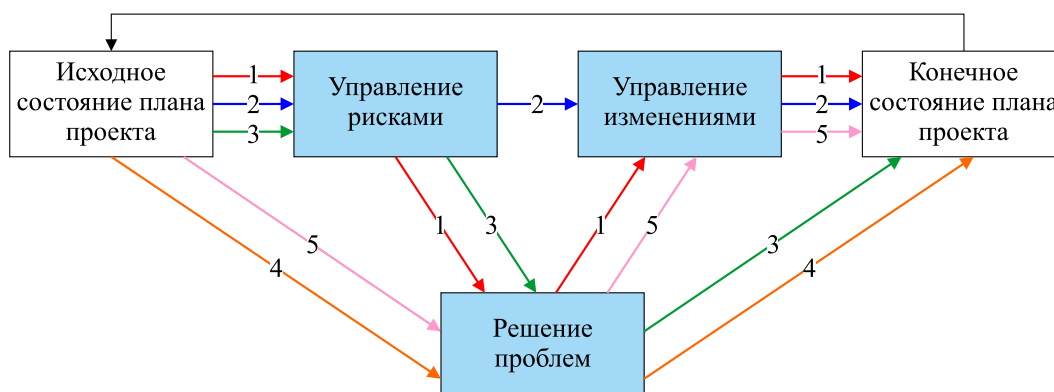 Исходное
состояние плана
проекта
1
2
3
Управление
рисками
2
Управление
изменениями
1
2
5
Конечное
состояние плана
проекта
4
5
1
3
1
5
3
4
Решение
проблем